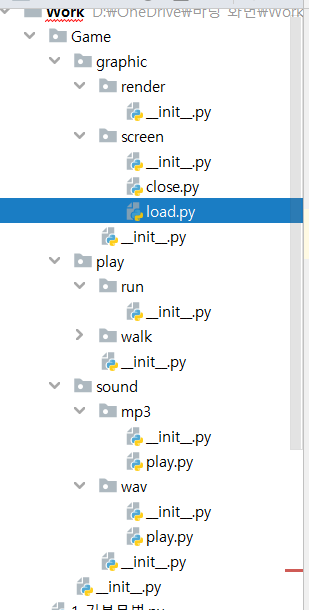 Work D:\OneDrive\바탕 화면\Work
Game
graphic
render
__init__.py
screen
__init__.py
close.py
load.py
__init__.py
play
run
__init__.py
walk
__init__.py
sound
mp3
__init__.py
play.py
wav
__init__.py
play.py
__init__.py
__init__.py